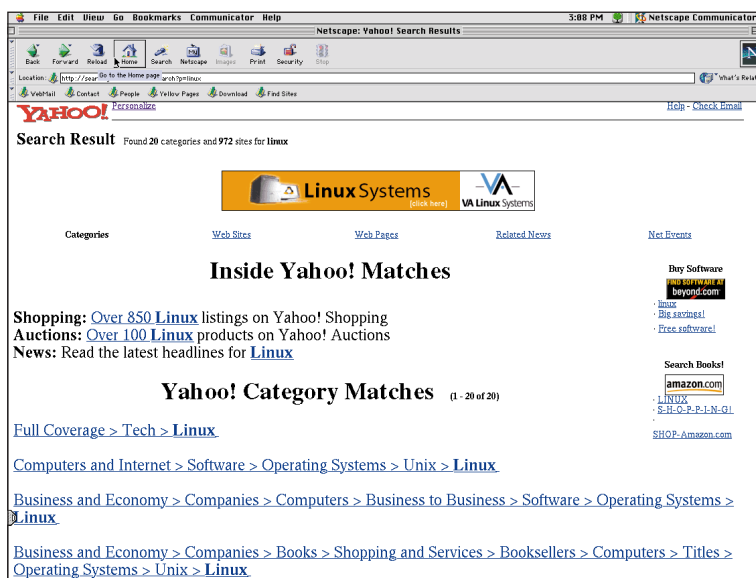 File Edit View Go Bookmarks Communicator Help 3:08 PM Netscape Communicator
Netscape: Yahoo! Search Results
Back Forward Reload Home Search Netscape Images Print Security Stop
Location: http://sear arch?p=linux What's Relat
Go to the Home page
WebMail Contact People Yellow Pages Download Find Sites
YAHOO! Personalize Help - Check Email
Search Result Found 20 categories and 972 sites for linux
Linux Systems
[click here]
VA
VA Linux Systems
Categories Web Sites Web Pages Related News Net Events
Inside Yahoo! Matches
Shopping: Over 850 Linux listings on Yahoo! Shopping
Auctions: Over 100 Linux products on Yahoo! Auctions
News: Read the latest headlines for Linux
Buy Software
FIND SOFTWARE AT
beyond.com
· linux
· Big savings!
· Free software!
Search Books!
amazon.com
· LINUX
· S-H-O-P-P-I-N-G!
·
SHOP-Amazon.com
Yahoo! Category Matches (1 - 20 of 20)
Full Coverage > Tech > Linux
Computers and Internet > Software > Operating Systems > Unix > Linux
Business and Economy > Companies > Computers > Business to Business > Software > Operating Systems >
Linux
Business and Economy > Companies > Books > Shopping and Services > Booksellers > Computers > Titles >
Operating Systems > Unix > Linux